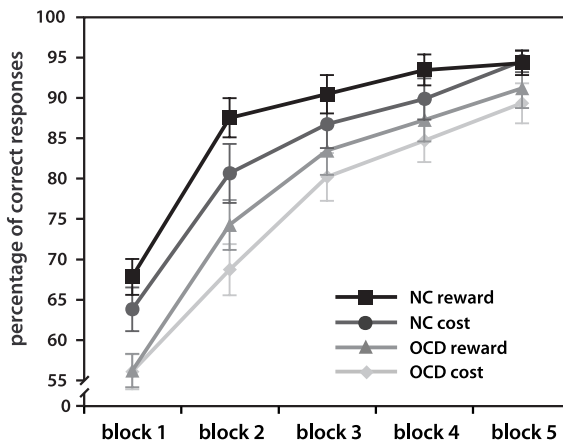 percentage of correct responses
100
95
90
85
80
75
70
65
60
55
0
NC reward
NC cost
OCD reward
OCD cost
block 1 block 2 block 3 block 4 block 5